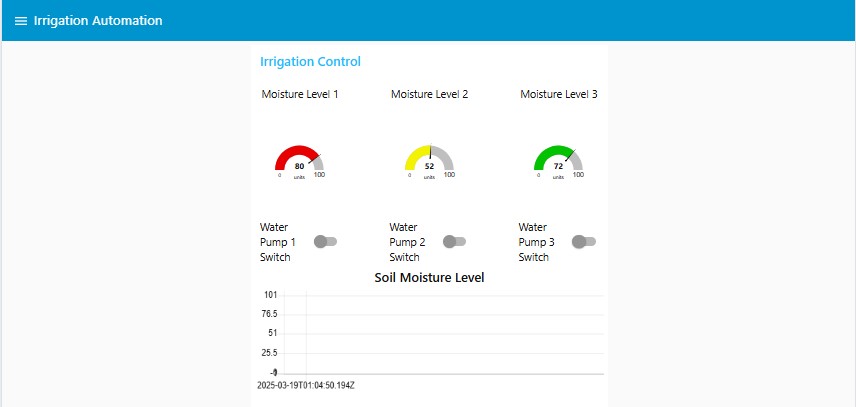 Irrigation Automation
Irrigation Control
Moisture Level 1
Moisture Level 2
Moisture Level 3
80
0
units
100
52
0
units
100
72
0
units
100
Water
Pump 1
Switch
Water
Pump 2
Switch
Water
Pump 3
Switch
Soil Moisture Level
101
76.5
51
25.5
2025-03-19T01:04:50.194Z